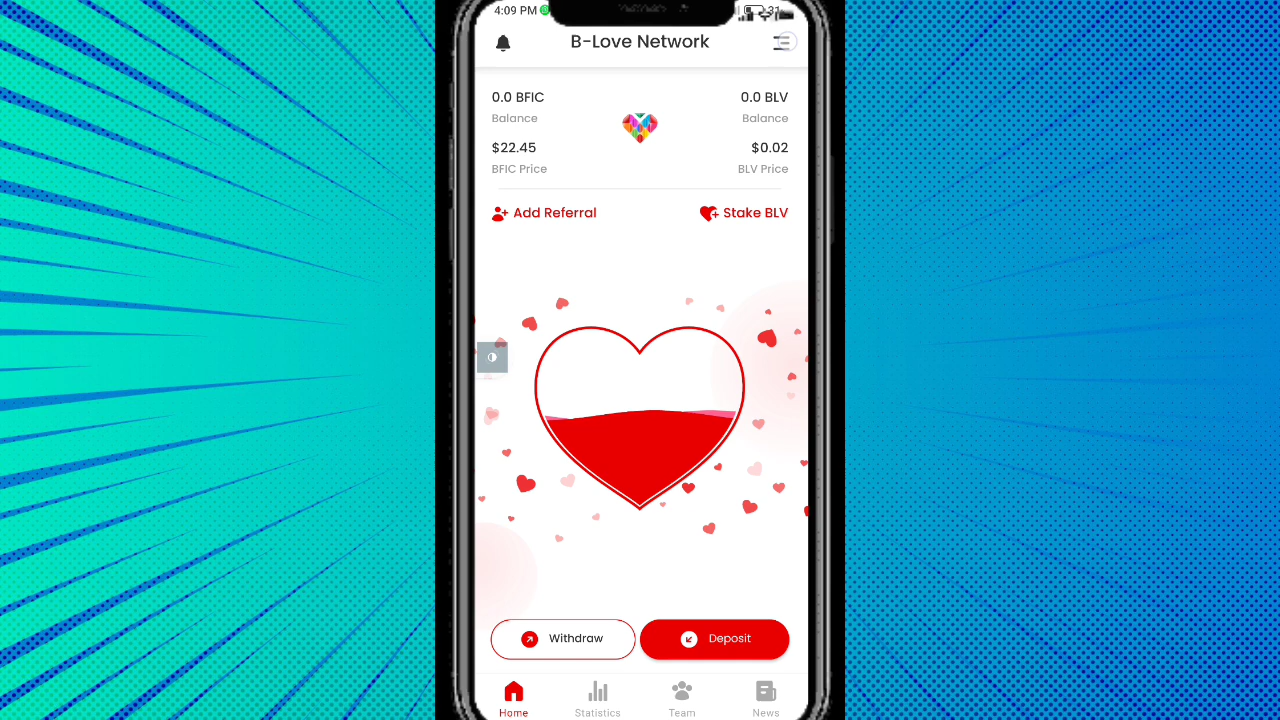 4:09 PM
31
B-Love Network
0.0 BFIC
0.0 BLV
Balance
Balance
$22.45
$0.02
BFIC Price
BLV Price
Add Referral
Stake BLV
Withdraw
Deposit
Home
Statistics
Team
News